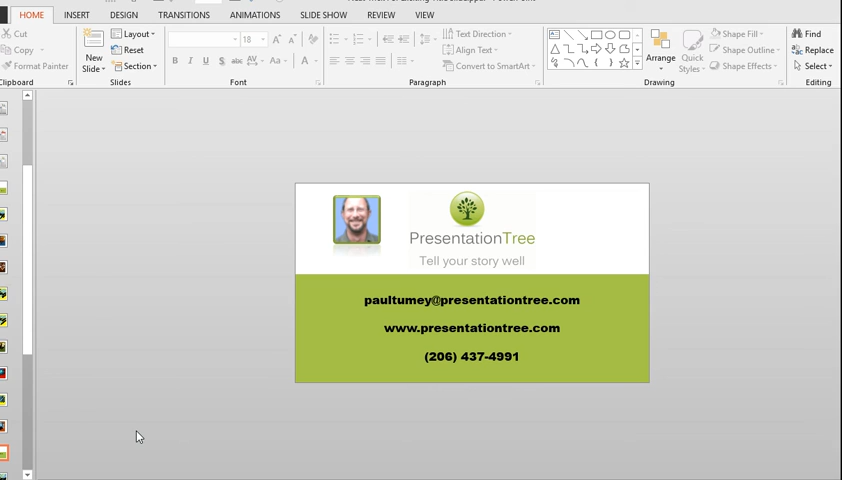 HOME INSERT DESIGN TRANSITIONS ANIMATIONS SLIDE SHOW REVIEW VIEW
Cut
Copy
Format Painter
New
Slide
Layout
Reset
Section
18
B I U S abc AV Aa A
Text Direction
Align Text
Convert to SmartArt
Arrange
Quick
Styles
Shape Fill
Shape Outline
Shape Effects
Find
Replace
Select
Clipboard Slides Font Paragraph Drawing Editing
PresentationTree
Tell your story well
paultumey@presentationtree.com
www.presentationtree.com
(206) 437-4991